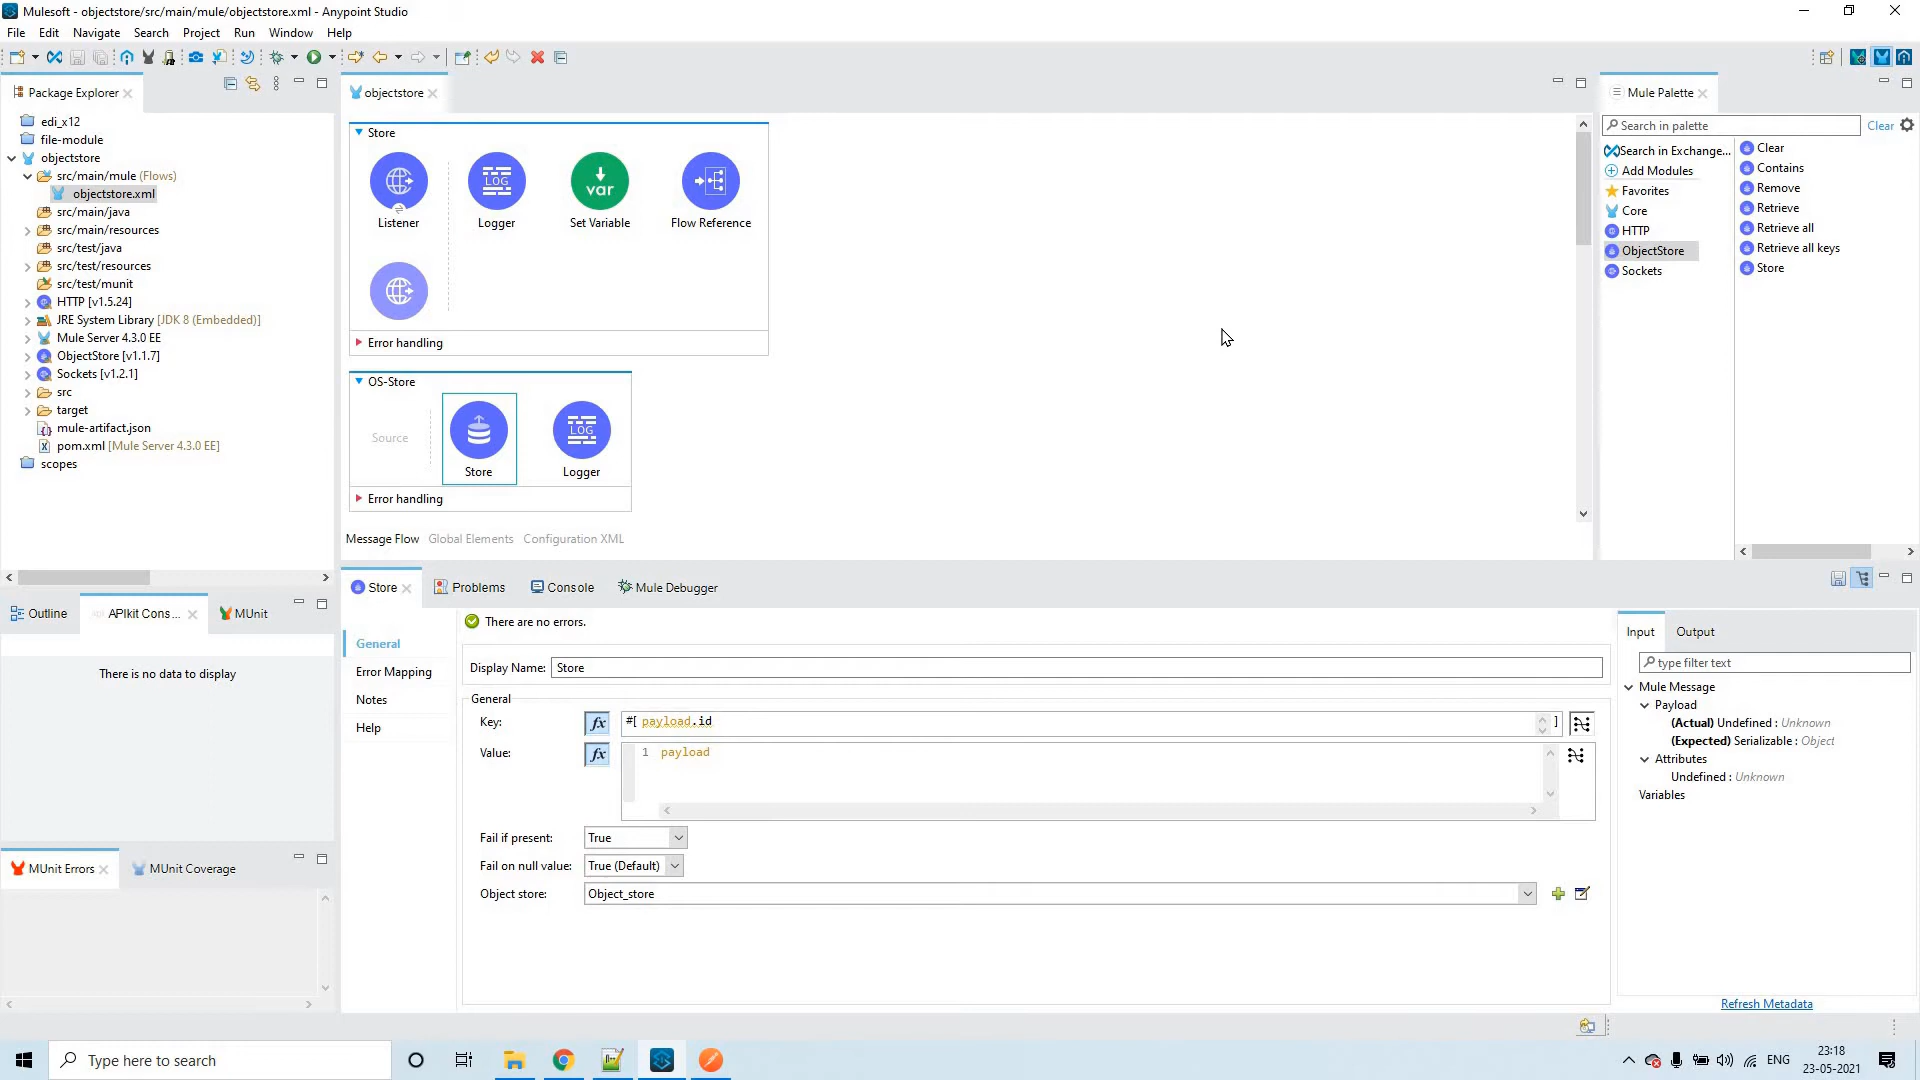 Mulesoft - objectstore/src/main/mule/objectstore.xml - Anypoint Studio
File Edit Navigate Search Project Run Window Help
Package Explorer
edi_x12
file-module
objectstore
src/main/mule (Flows)
objectstore.xml
src/main/java
src/main/resources
src/test/java
src/test/resources
src/test/munit
HTTP [v1.5.24]
JRE System Library [JDK 8 (Embedded)]
Mule Server 4.3.0 EE
ObjectStore [v1.1.7]
Sockets [v1.2.1]
src
target
mule-artifact.json
pom.xml [Mule Server 4.3.0 EE]
scopes
objectstore
Store
LOG
var
Listener
Logger
Set Variable
Flow Reference
Error handling
OS-Store
Source
LOG
Store
Logger
Error handling
Message Flow Global Elements Configuration XML
Mule Palette
Search in palette
Clear
Search in Exchange...
Add Modules
Favorites
Core
HTTP
ObjectStore
Sockets
Clear
Contains
Remove
Retrieve
Retrieve all
Retrieve all keys
Store
Outline
APIkit Cons...
MUnit
There is no data to display
MUnit Errors
MUnit Coverage
Store
Problems
Console
Mule Debugger
General
Error Mapping
Notes
Help
There are no errors.
Display Name: Store
General
Key: fx #[ payload.id ]
Value: fx 1 payload
Fail if present: True
Fail on null value: True (Default)
Object store: Object_store
Input Output
type filter text
Mule Message
Payload
(Actual) Undefined : Unknown
(Expected) Serializable : Object
Attributes
Undefined : Unknown
Variables
Refresh Metadata
Type here to search
ENG
23:18
23-05-2021